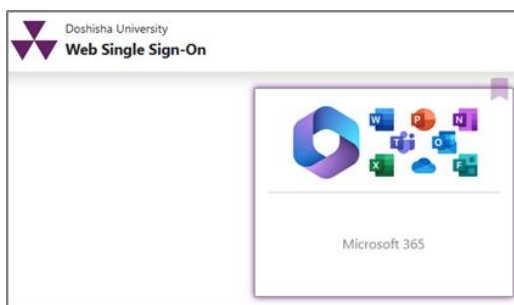 Doshisha University
Web Single Sign-On
W P N
T O
X F
Microsoft 365